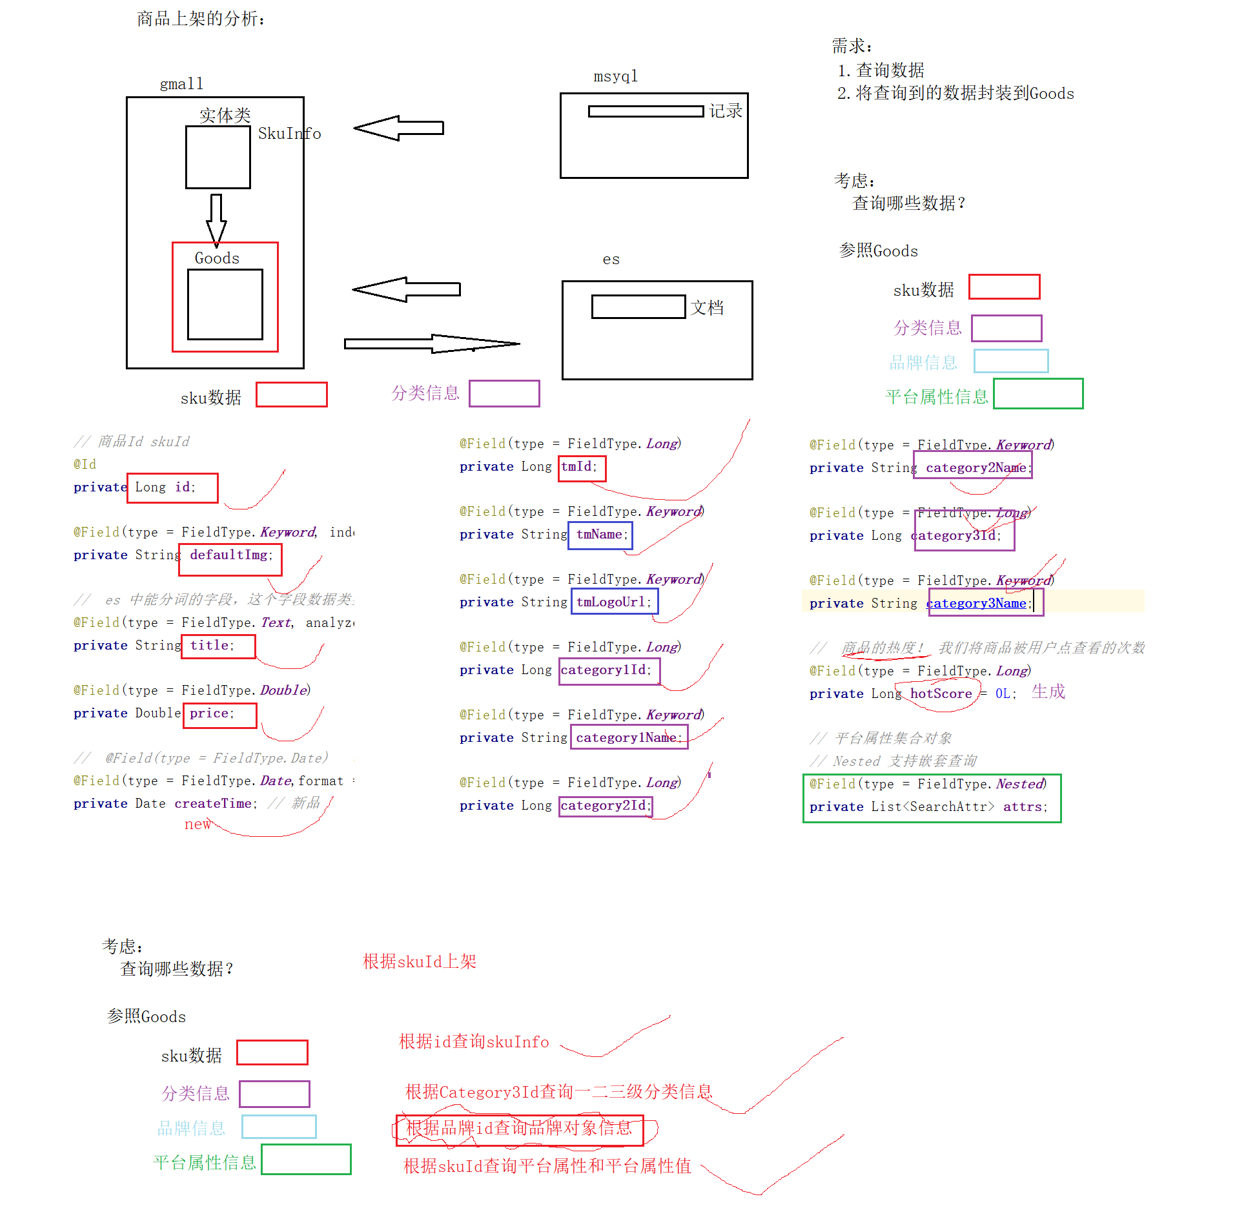 商品上架的分析：
gmall
实体类
SkuInfo
Goods
msyql
记录
es
文档
需求：
1. 查询数据
2. 将查询到的数据封装到Goods
考虑：
查询哪些数据？
参照Goods
sku数据
分类信息
品牌信息
平台属性信息
sku数据
分类信息
// 商品Id skuId
@Id
private Long id;
@Field(type = FieldType.Keyword, inde
private String defaultImg;
// es 中能分词的字段，这个字段数据类
@Field(type = FieldType.Text, analyze
private String title;
@Field(type = FieldType.Double)
private Double price;
// @Field(type = FieldType.Date)
@Field(type = FieldType.Date,format =
private Date createTime; // 新品
new
@Field(type = FieldType.Long)
private Long tmId;
@Field(type = FieldType.Keyword)
private String tmName;
@Field(type = FieldType.Keyword)
private String tmLogoUrl;
@Field(type = FieldType.Long)
private Long category1Id;
@Field(type = FieldType.Keyword)
private String category1Name;
@Field(type = FieldType.Long)
private Long category2Id;
@Field(type = FieldType.Keyword)
private String category2Name;
@Field(type = FieldType.Long)
private Long category3Id;
@Field(type = FieldType.Keyword)
private String category3Name;
// 商品的热度！ 我们将商品被用户点查看的次数
@Field(type = FieldType.Long)
private Long hotScore = 0L; 生成
// 平台属性集合对象
// Nested 支持嵌套查询
@Field(type = FieldType.Nested)
private List<SearchAttr> attrs;
考虑：
查询哪些数据？
参照Goods
sku数据
分类信息
品牌信息
平台属性信息
根据skuId上架
根据id查询skuInfo
根据Category3Id查询一二三级分类信息
根据品牌id查询品牌对象信息
根据skuId查询平台属性和平台属性值